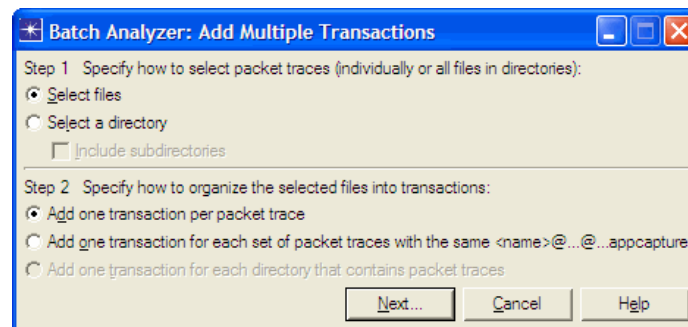 Batch Analyzer: Add Multiple Transactions
Step 1 Specify how to select packet traces (individually or all files in directories):
Select files
Select a directory
Include subdirectories
Step 2 Specify how to organize the selected files into transactions:
Add one transaction per packet trace
Add one transaction for each set of packet traces with the same <name>@...@...appcapture
Add one transaction for each directory that contains packet traces
Next... Cancel Help